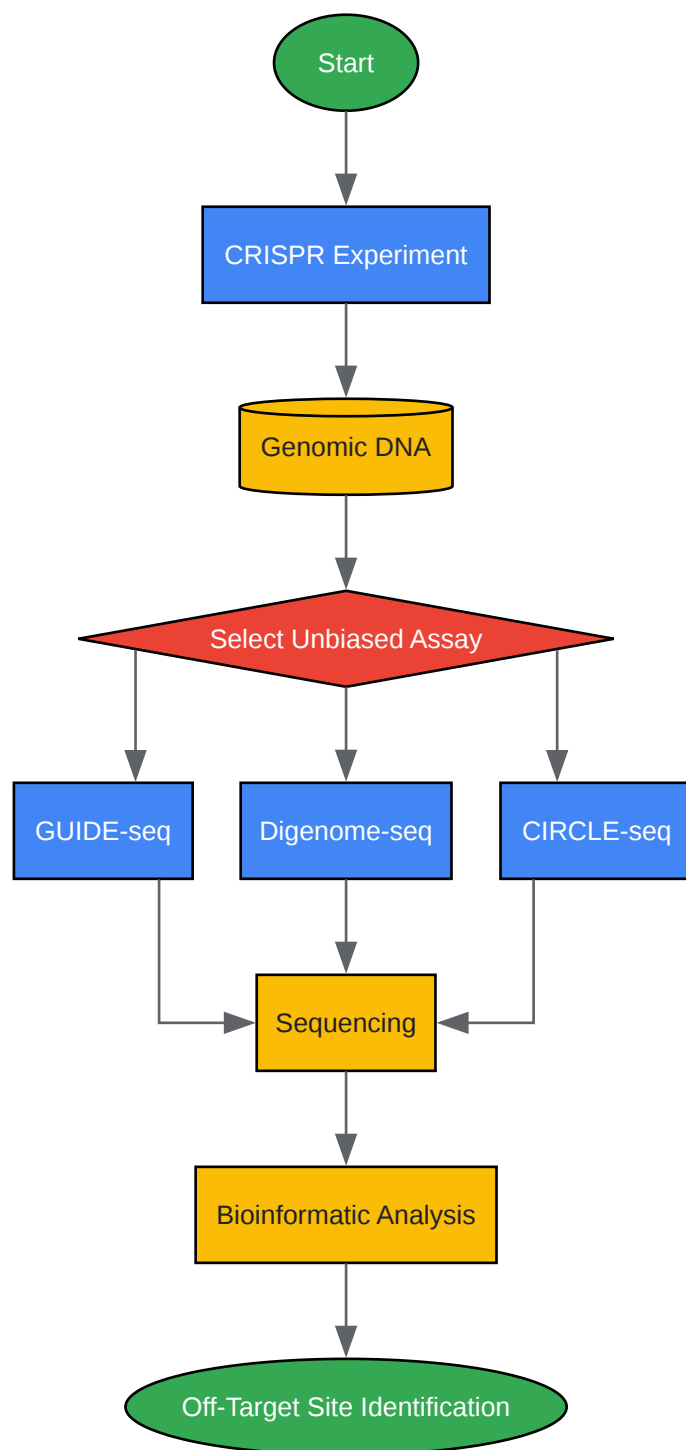 Start
CRISPR Experiment
Genomic DNA
Select Unbiased Assay
GUIDE-seq
Digenome-seq
CIRCLE-seq
Sequencing
Bioinformatic Analysis
Off-Target Site Identification